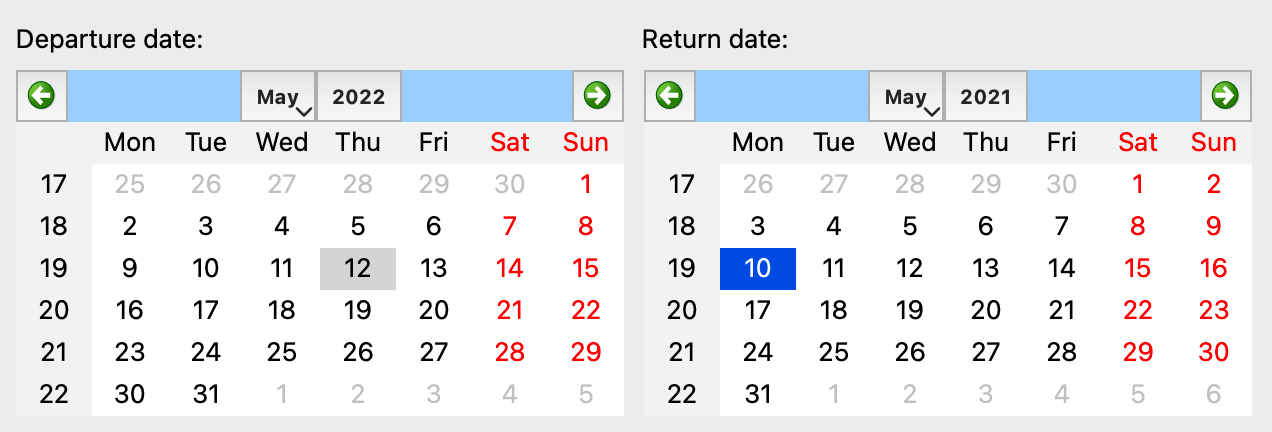 Departure date:
May 2022
Mon Tue Wed Thu Fri Sat Sun
17 25 26 27 28 29 30 1
18 2 3 4 5 6 7 8
19 9 10 11 12 13 14 15
20 16 17 18 19 20 21 22
21 23 24 25 26 27 28 29
22 30 31 1 2 3 4 5
Return date:
May 2021
Mon Tue Wed Thu Fri Sat Sun
17 26 27 28 29 30 1 2
18 3 4 5 6 7 8 9
19 10 11 12 13 14 15 16
20 17 18 19 20 21 22 23
21 24 25 26 27 28 29 30
22 31 1 2 3 4 5 6